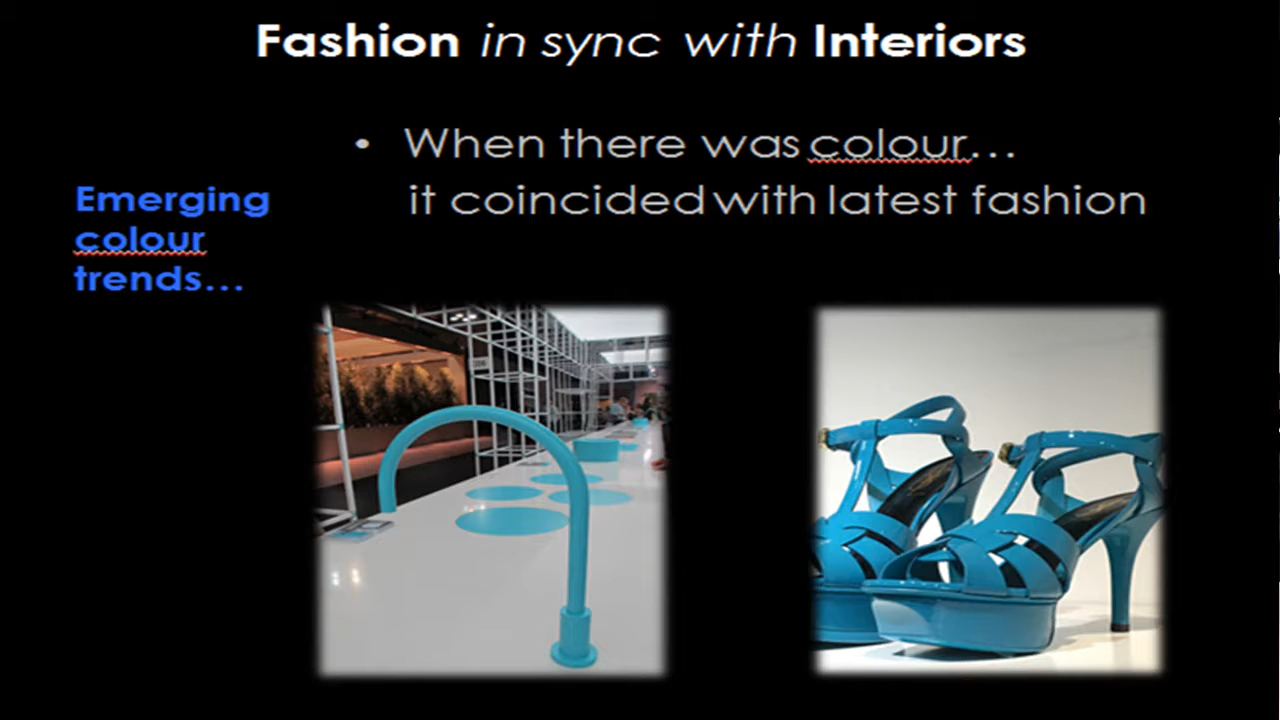 Fashion in sync with Interiors
• When there was colour...
it coincided with latest fashion
Emerging
colour
trends...